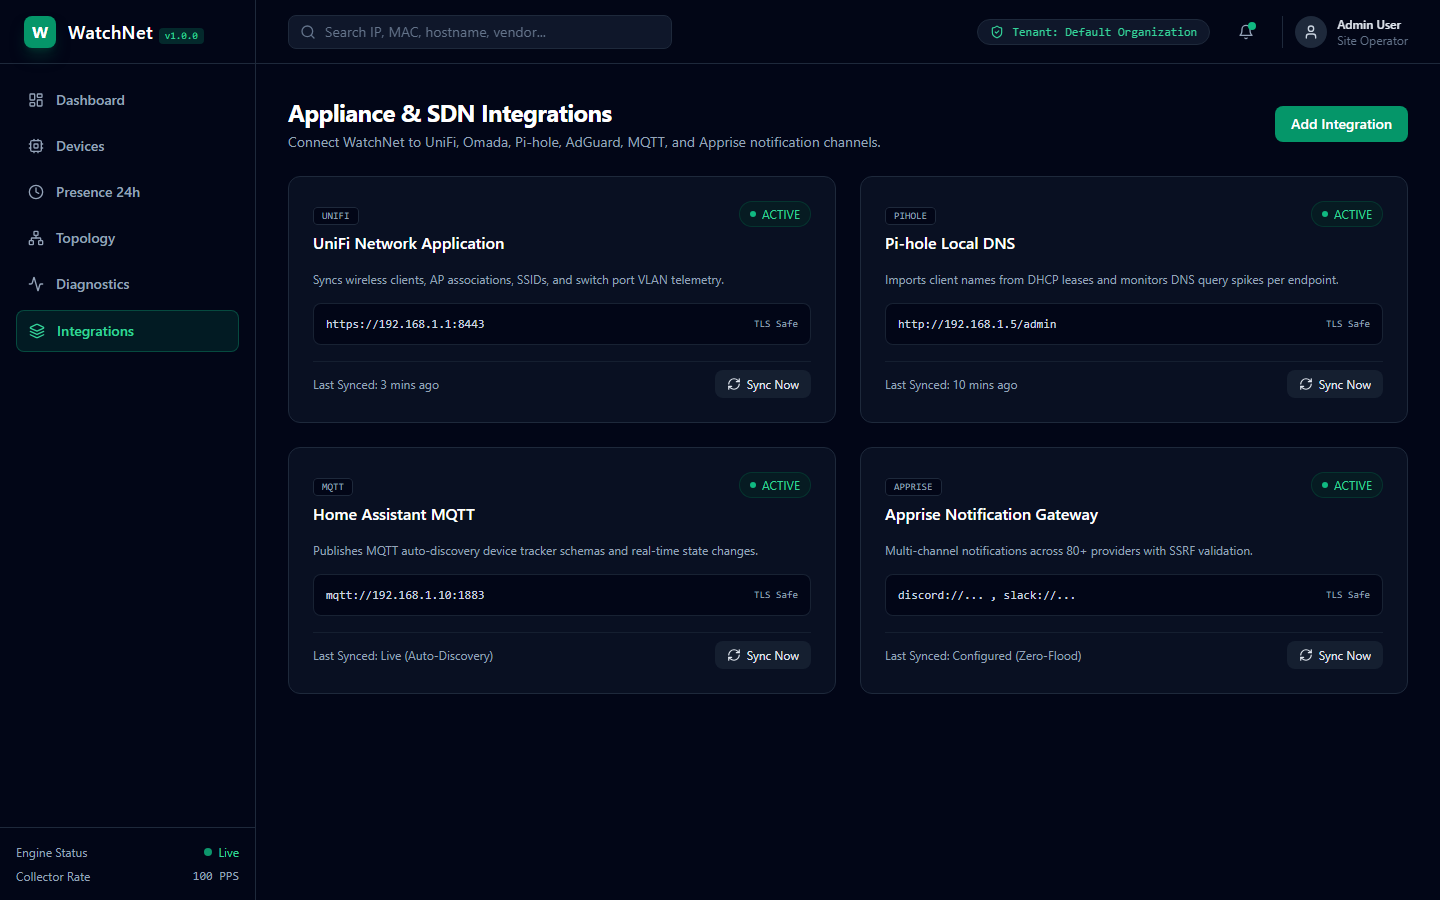 W WatchNet v1.0.0
Search IP, MAC, hostname, vendor...
Tenant: Default Organization
Admin User
Site Operator
Dashboard
Devices
Presence 24h
Topology
Diagnostics
Integrations
Engine Status Live
Collector Rate 100 PPS
Appliance & SDN Integrations
Connect WatchNet to UniFi, Omada, Pi-hole, AdGuard, MQTT, and Apprise notification channels.
Add Integration
UNIFI
ACTIVE
UniFi Network Application
Syncs wireless clients, AP associations, SSIDs, and switch port VLAN telemetry.
https://192.168.1.1:8443 TLS Safe
Last Synced: 3 mins ago Sync Now
PIHOLE
ACTIVE
Pi-hole Local DNS
Imports client names from DHCP leases and monitors DNS query spikes per endpoint.
http://192.168.1.5/admin TLS Safe
Last Synced: 10 mins ago Sync Now
MQTT
ACTIVE
Home Assistant MQTT
Publishes MQTT auto-discovery device tracker schemas and real-time state changes.
mqtt://192.168.1.10:1883 TLS Safe
Last Synced: Live (Auto-Discovery) Sync Now
APPRISE
ACTIVE
Apprise Notification Gateway
Multi-channel notifications across 80+ providers with SSRF validation.
discord://... , slack://... TLS Safe
Last Synced: Configured (Zero-Flood) Sync Now